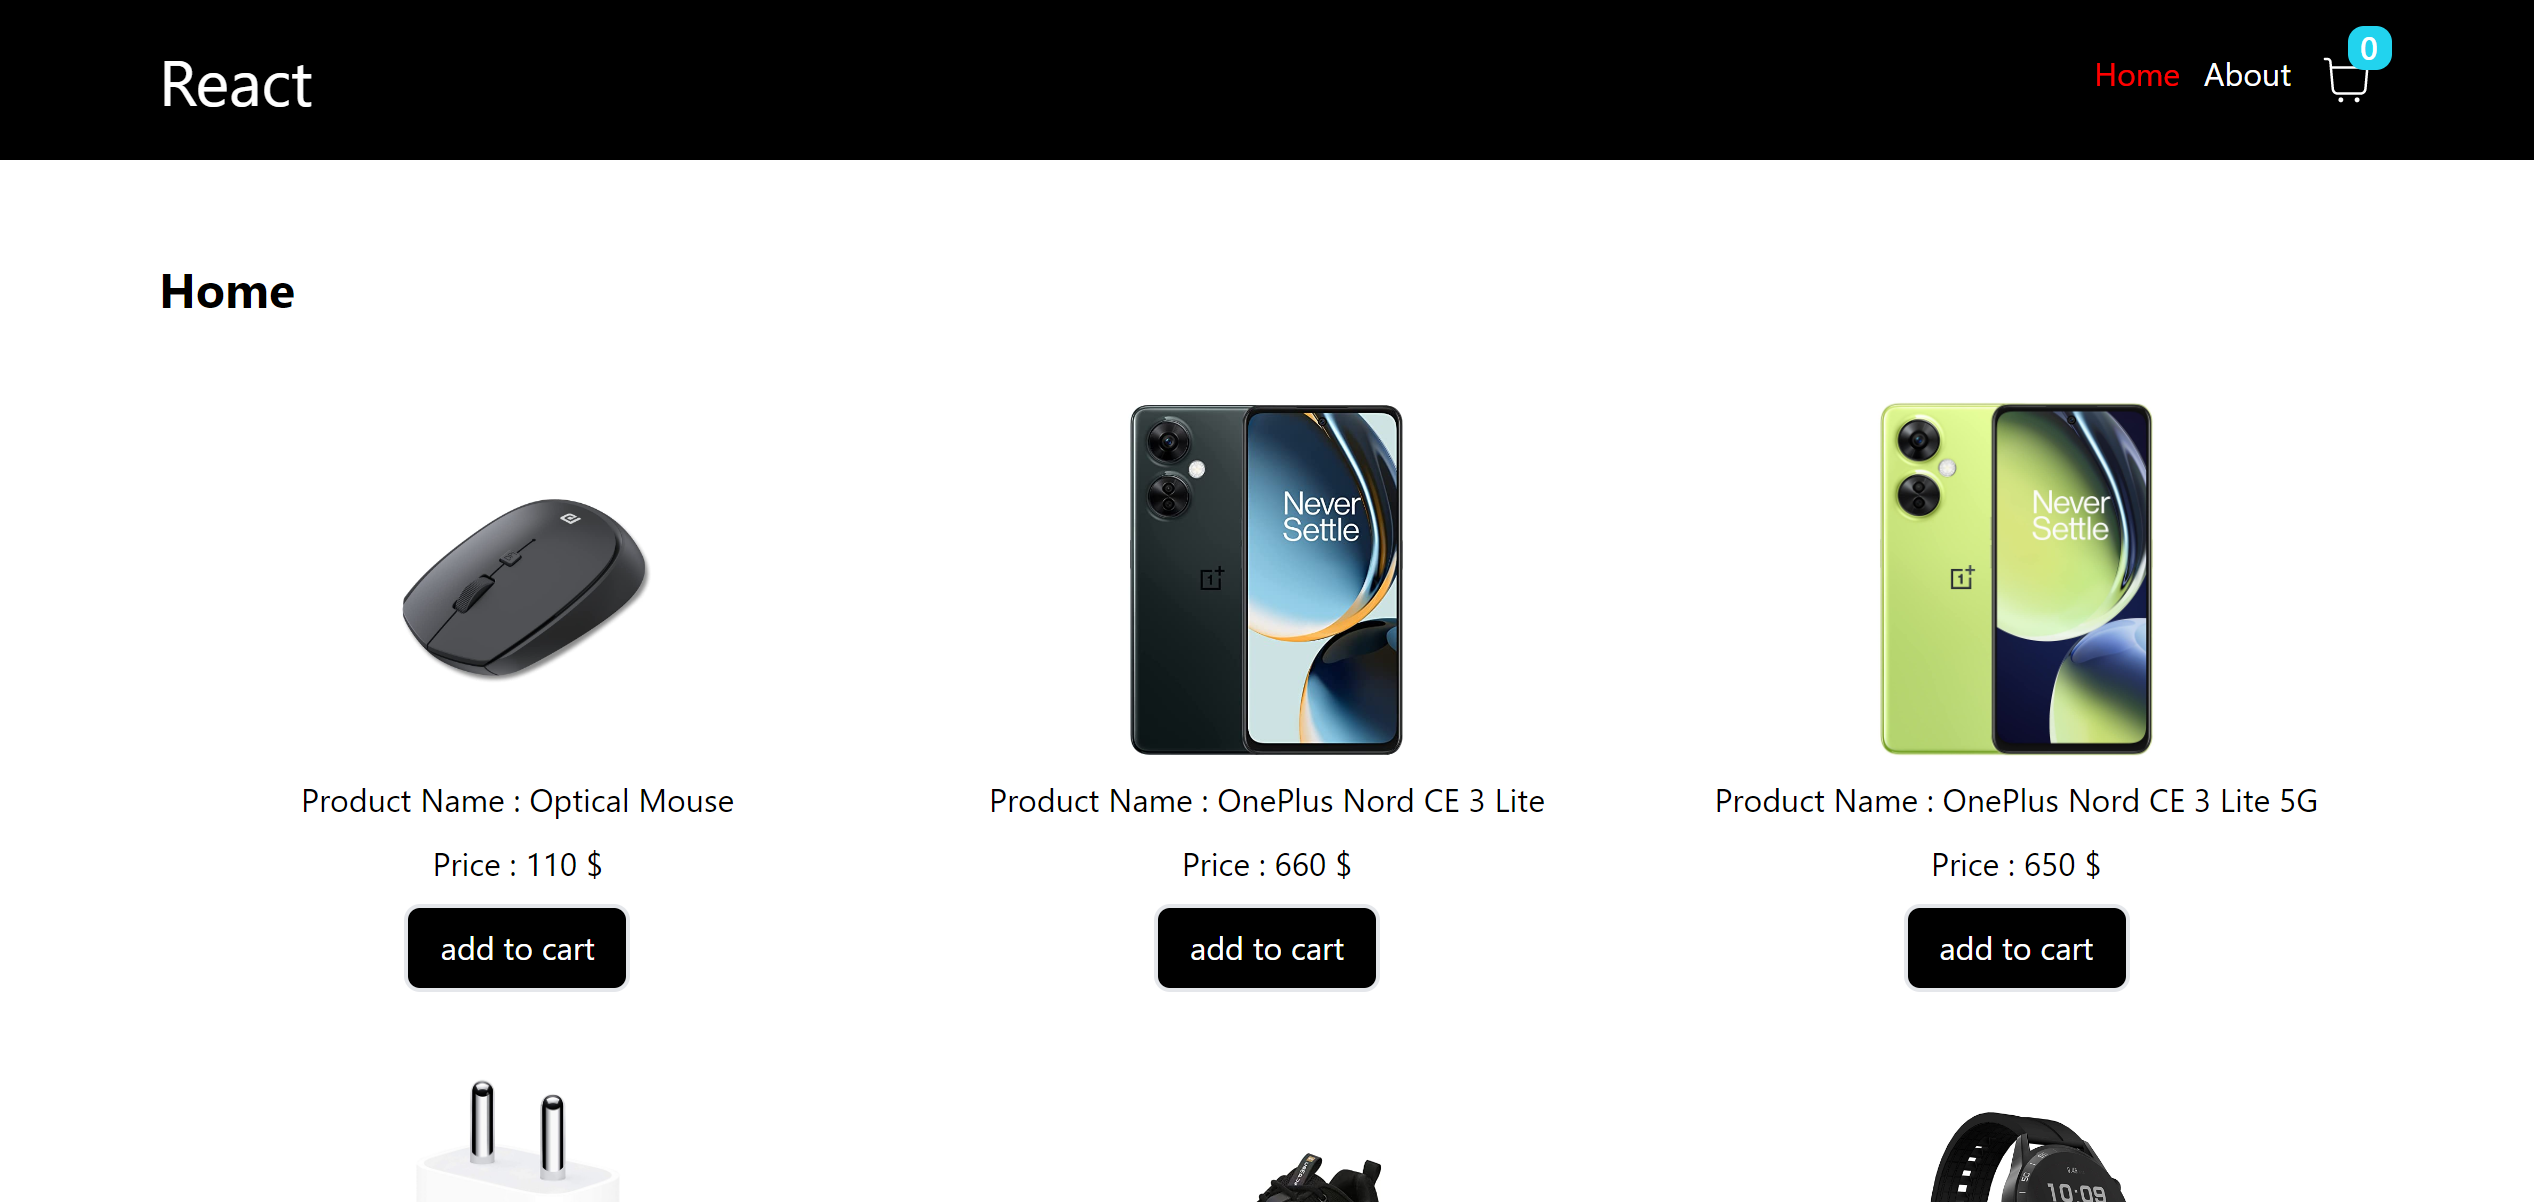 React
Home About 0
Home
Never
Settle
Never
Settle
Product Name : Optical Mouse
Product Name : OnePlus Nord CE 3 Lite
Product Name : OnePlus Nord CE 3 Lite 5G
Price : 110 $
Price : 660 $
Price : 650 $
add to cart
add to cart
add to cart
10:09